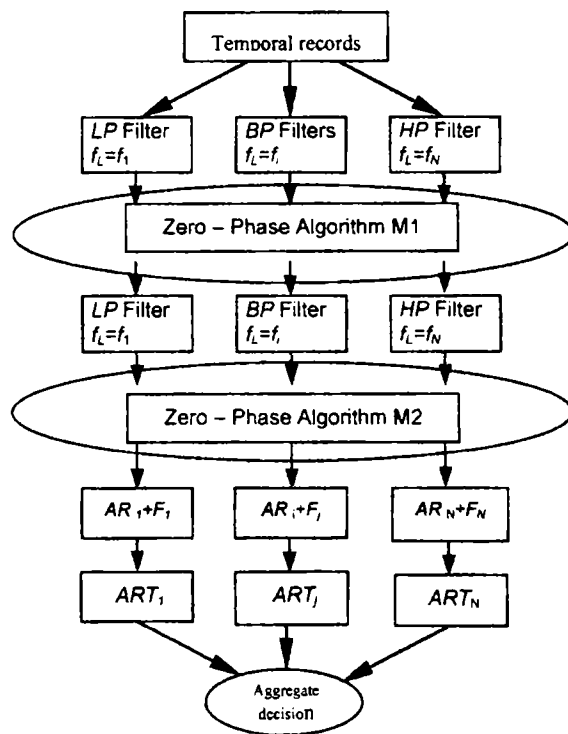 Temporal records
LP Filter
f_L=f_1
BP Filters
f_L=f_i
HP Filter
f_L=f_N
Zero – Phase Algorithm M1
LP Filter
f_L=f_1
BP Filter
f_L=f_i
HP Filter
f_L=f_N
Zero – Phase Algorithm M2
AR_1+F_1
AR_i+F_i
AR_N+F_N
ART_1
ART_j
ART_N
Aggregate
decision